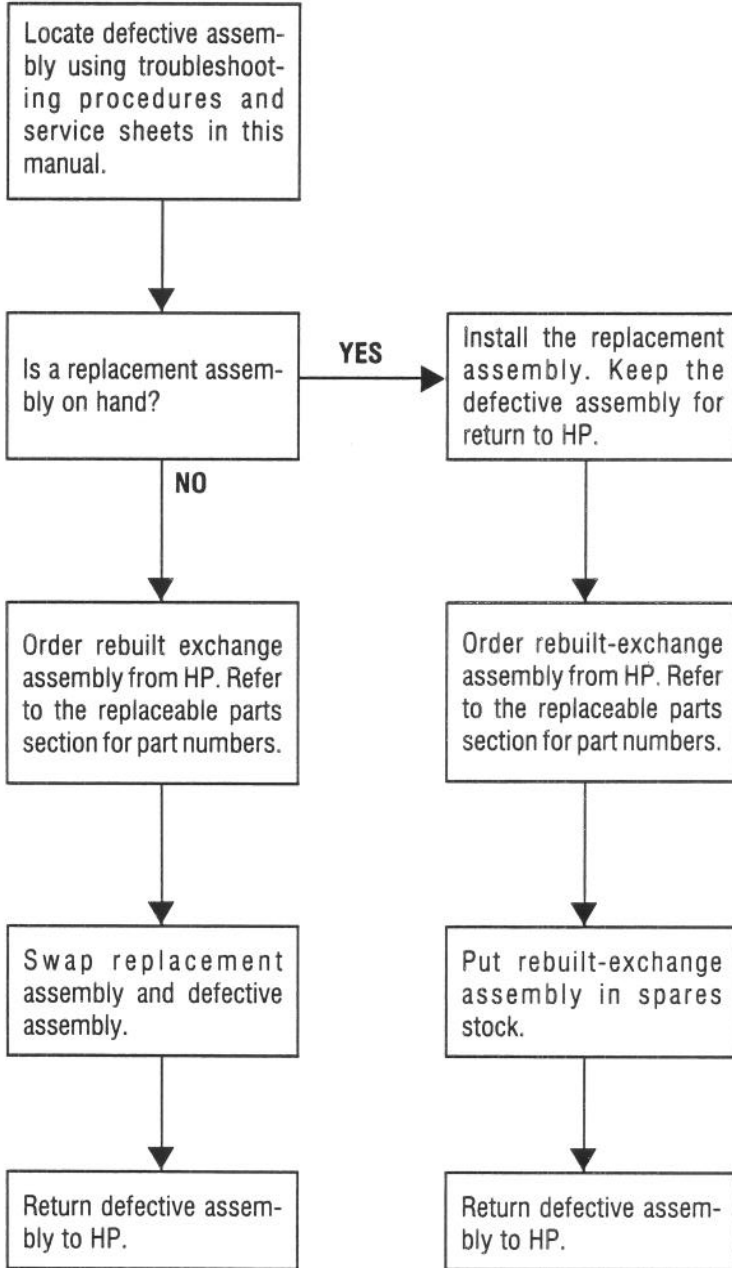 Locate defective assem-
bly using troubleshoot-
ing procedures and
service sheets in this
manual.
Is a replacement assem-
bly on hand?
YES
Install the replacement
assembly. Keep the
defective assembly for
return to HP.
NO
Order rebuilt exchange
assembly from HP. Refer
to the replaceable parts
section for part numbers.
Order rebuilt-exchange
assembly from HP. Refer
to the replaceable parts
section for part numbers.
Swap replacement
assembly and defective
assembly.
Put rebuilt-exchange
assembly in spares
stock.
Return defective assem-
bly to HP.
Return defective assem-
bly to HP.